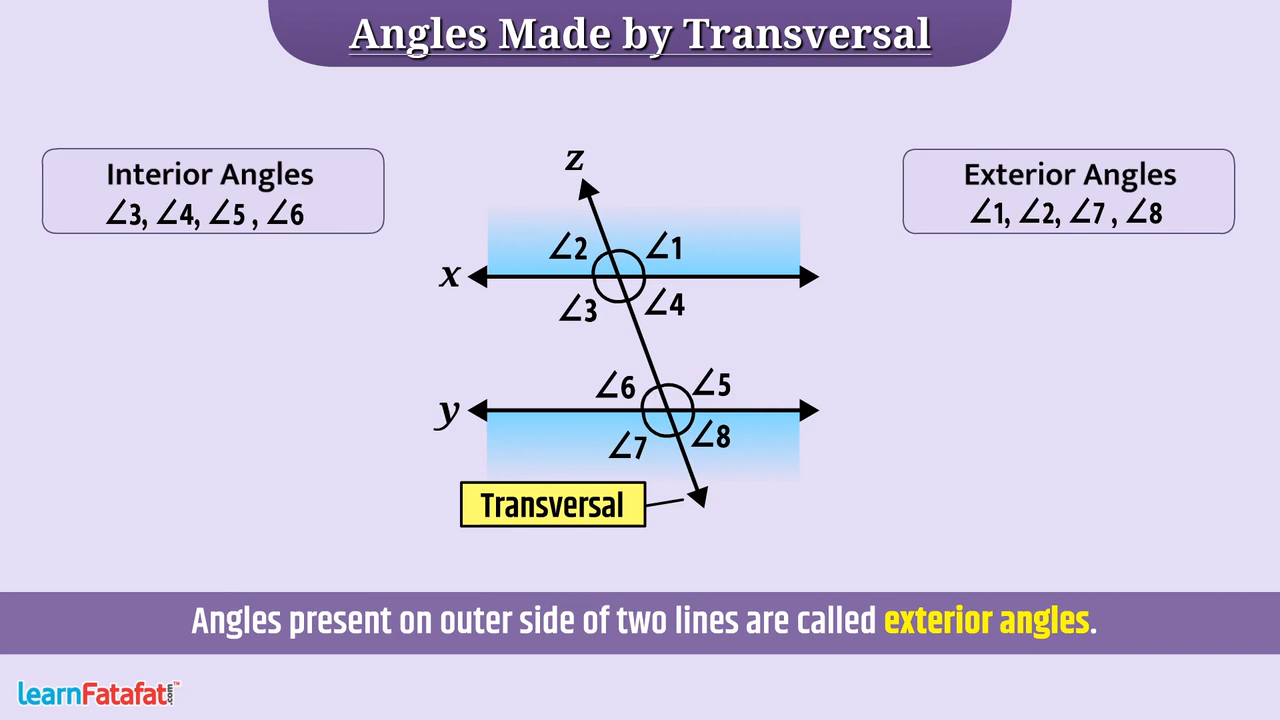 Angles Made by Transversal
Interior Angles
∠3, ∠4, ∠5 , ∠6
Exterior Angles
∠1, ∠2, ∠7 , ∠8
z
∠2 ∠1
x
∠3 ∠4
∠6 ∠5
y
∠7 ∠8
Transversal
Angles present on outer side of two lines are called exterior angles.
learnFatafat.com™